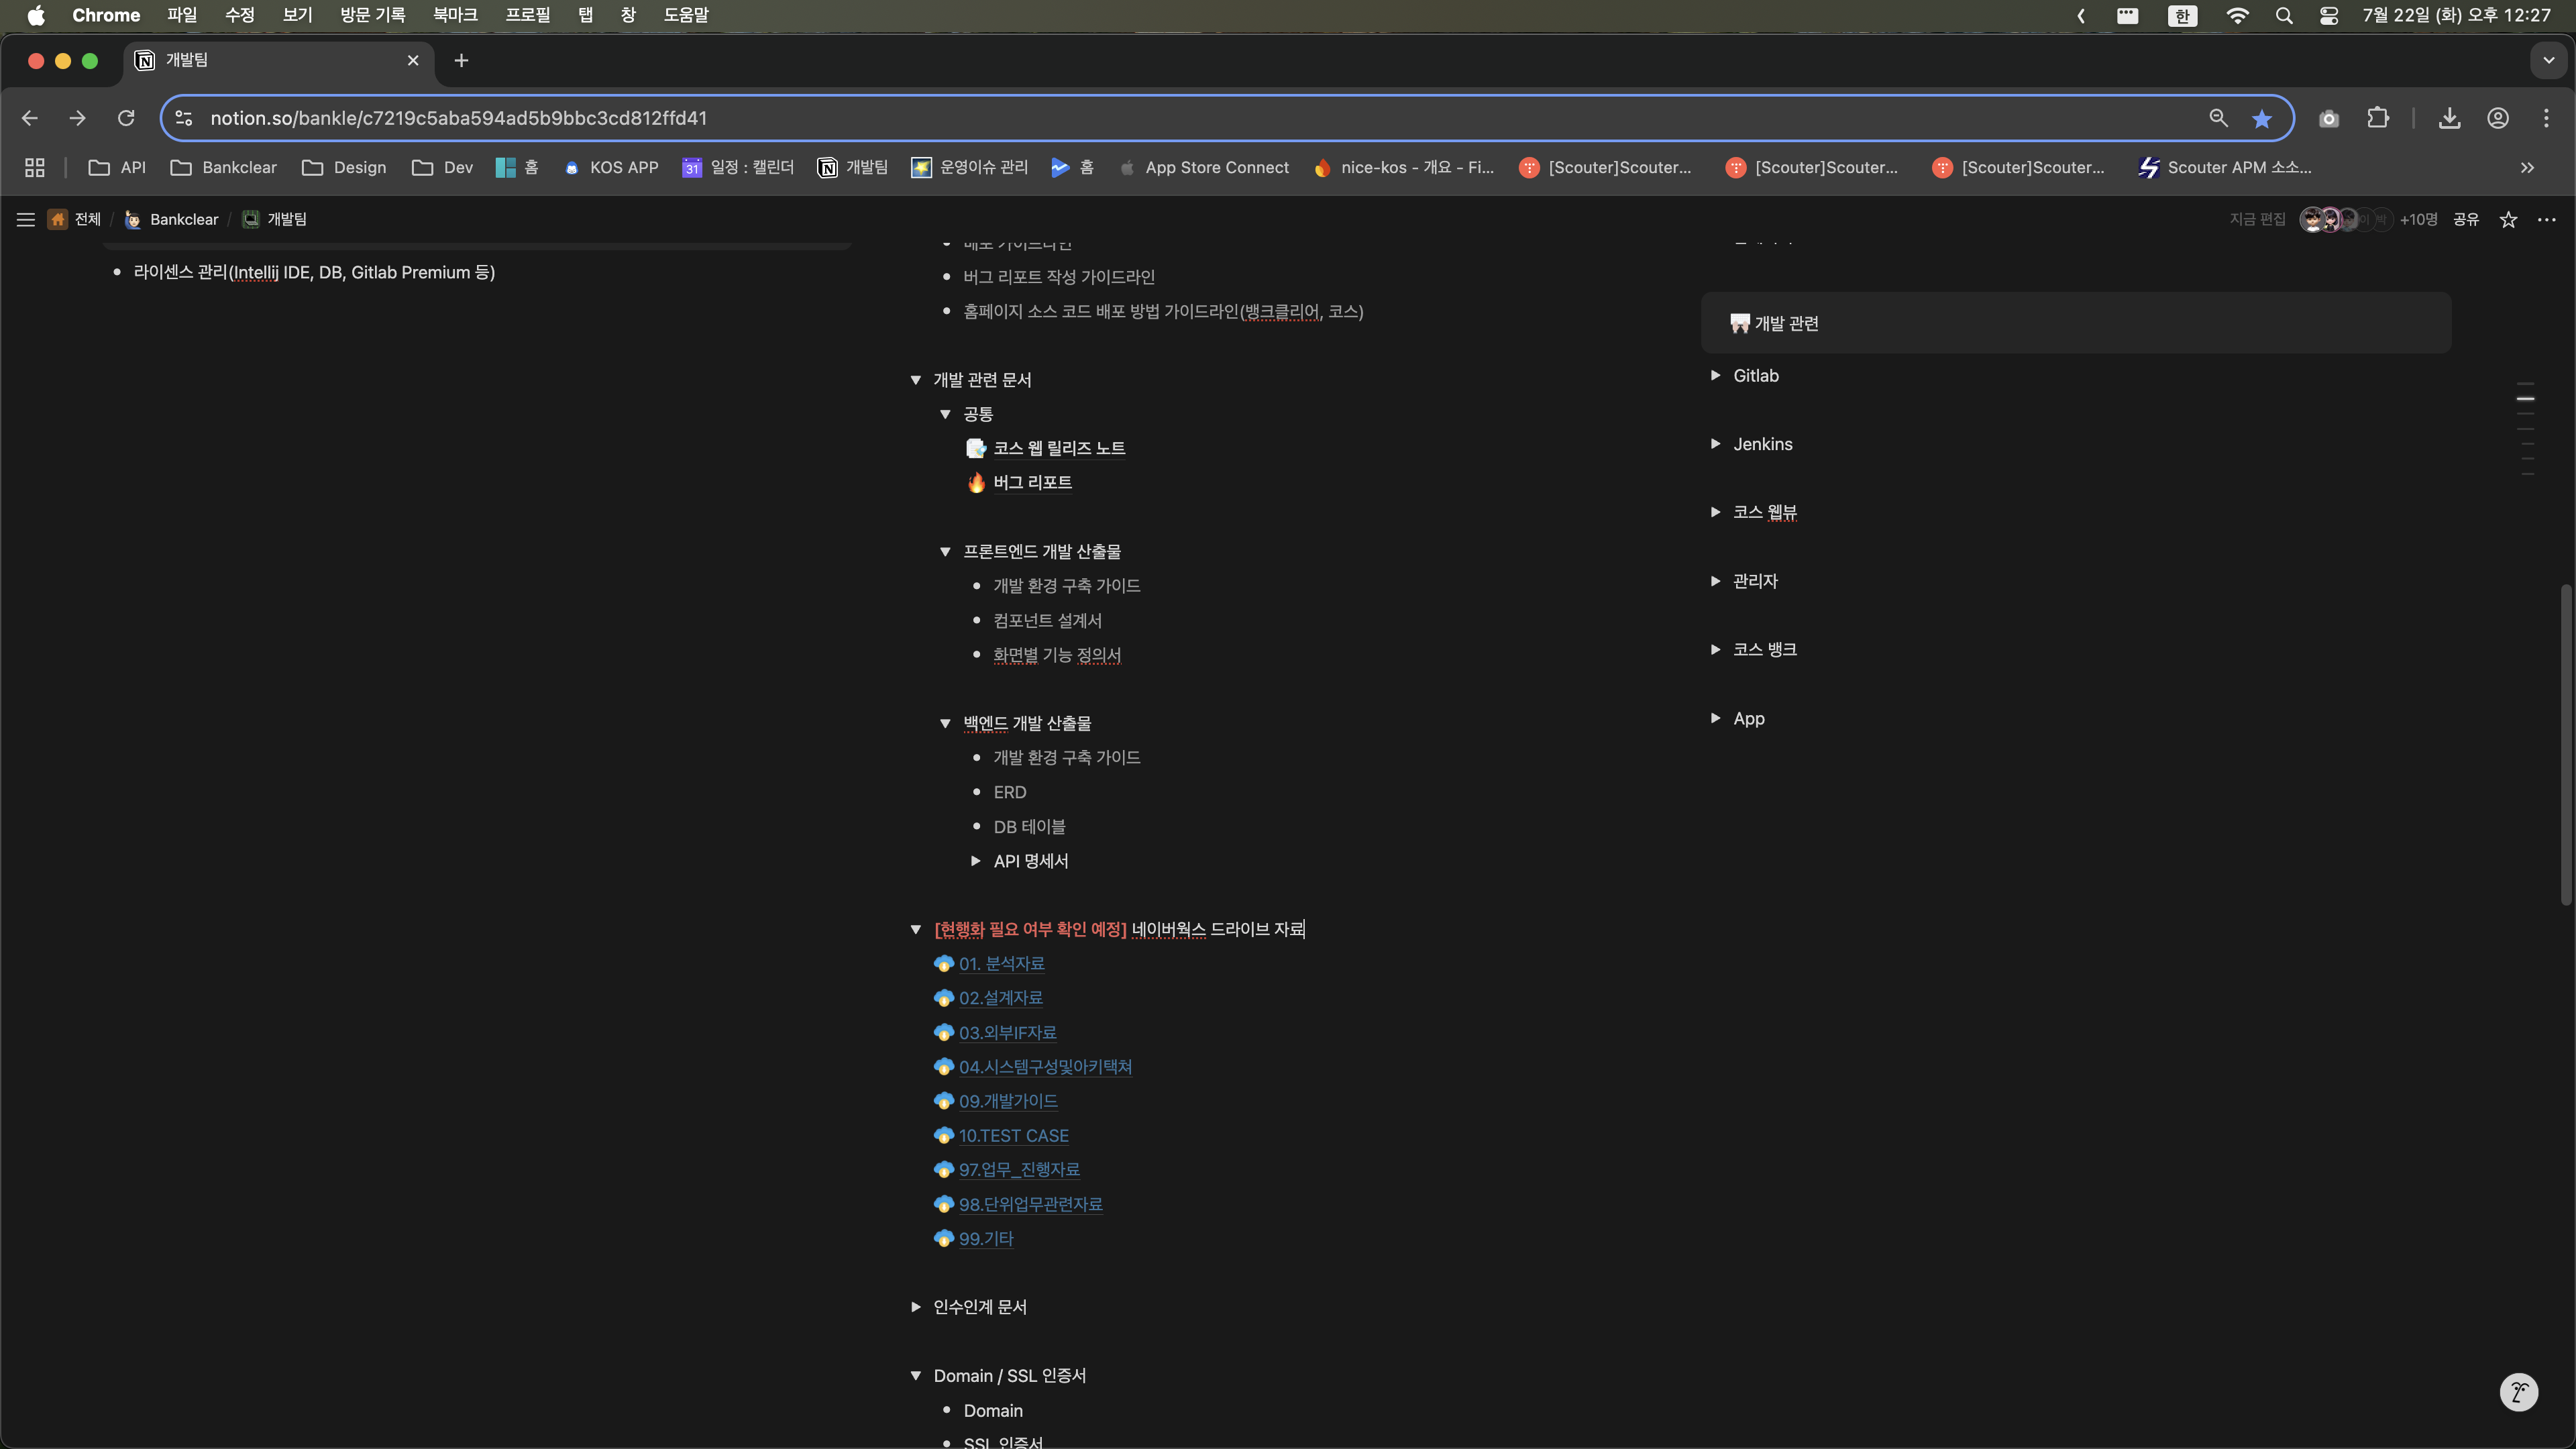 Chrome 파일 수정 보기 방문 기록 북마크 프로필 탭 창 도움말 한 7월 22일 (화) 오후 12:27
개발팀
notion.so/bankle/c7219c5aba594ad5b9bbc3cd812ffd41
API Bankclear Design Dev 홈 KOS APP 31 일정 : 캘린더 개발팀 운영이슈 관리 홈 App Store Connect nice-kos - 개요 - Fi... [Scouter]Scouter... [Scouter]Scouter... [Scouter]Scouter... Scouter APM 소소...
전체 / Bankclear / 개발팀 지금 편집 이 박 +10명 공유
라이센스 관리(Intellij IDE, DB, Gitlab Premium 등)
배포 가이드라인
버그 리포트 작성 가이드라인
홈페이지 소스 코드 배포 방법 가이드라인(뱅크클리어, 코스)
개발 관련 문서
공통
코스 웹 릴리즈 노트
버그 리포트
프론트엔드 개발 산출물
개발 환경 구축 가이드
컴포넌트 설계서
화면별 기능 정의서
백엔드 개발 산출물
개발 환경 구축 가이드
ERD
DB 테이블
API 명세서
[현행화 필요 여부 확인 예정] 네이버웍스 드라이브 자료
01. 분석자료
02.설계자료
03.외부IF자료
04.시스템구성및아키택쳐
09.개발가이드
10.TEST CASE
97.업무_진행자료
98.단위업무관련자료
99.기타
인수인계 문서
Domain / SSL 인증서
Domain
SSL 인증서
개발 관련
Gitlab
Jenkins
코스 웹뷰
관리자
코스 뱅크
App